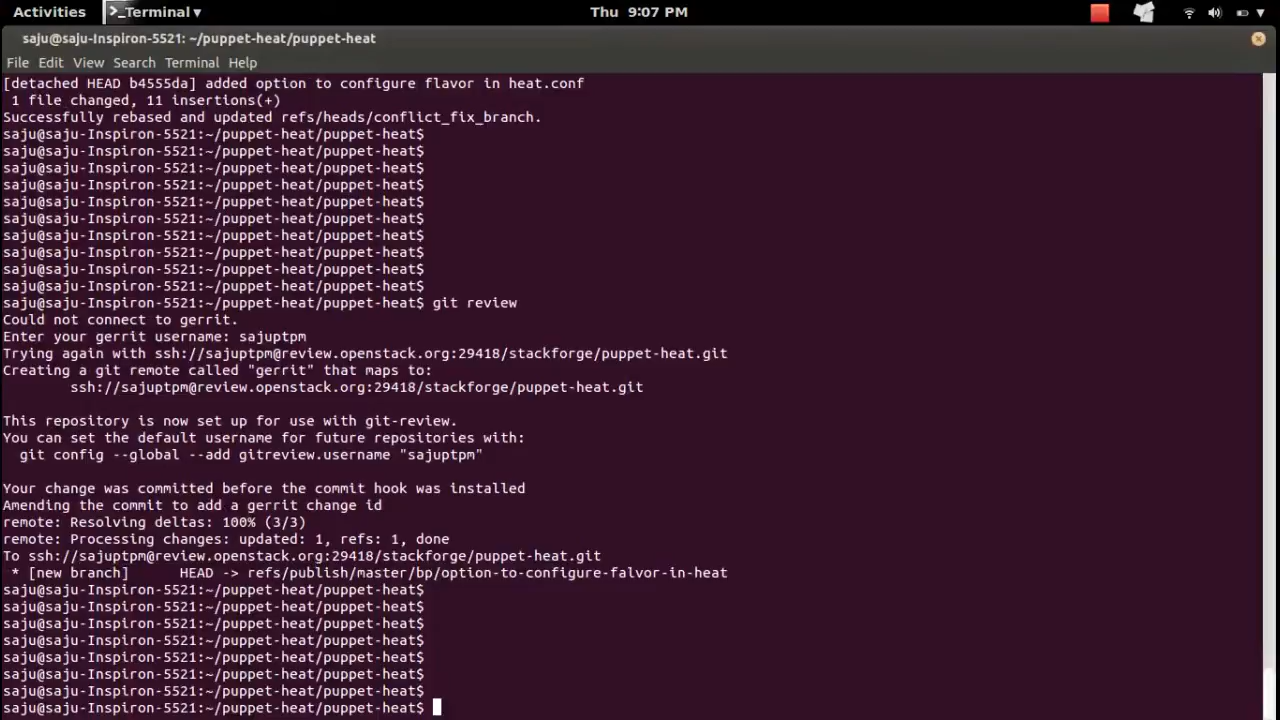 Activities >_Terminal ▾ Thu 9:07 PM
saju@saju-Inspiron-5521: ~/puppet-heat/puppet-heat
File Edit View Search Terminal Help
[detached HEAD b4555da] added option to configure flavor in heat.conf
1 file changed, 11 insertions(+)
Successfully rebased and updated refs/heads/conflict_fix_branch.
saju@saju-Inspiron-5521:~/puppet-heat/puppet-heat$
saju@saju-Inspiron-5521:~/puppet-heat/puppet-heat$
saju@saju-Inspiron-5521:~/puppet-heat/puppet-heat$
saju@saju-Inspiron-5521:~/puppet-heat/puppet-heat$
saju@saju-Inspiron-5521:~/puppet-heat/puppet-heat$
saju@saju-Inspiron-5521:~/puppet-heat/puppet-heat$
saju@saju-Inspiron-5521:~/puppet-heat/puppet-heat$
saju@saju-Inspiron-5521:~/puppet-heat/puppet-heat$
saju@saju-Inspiron-5521:~/puppet-heat/puppet-heat$
saju@saju-Inspiron-5521:~/puppet-heat/puppet-heat$
saju@saju-Inspiron-5521:~/puppet-heat/puppet-heat$ git review
Could not connect to gerrit.
Enter your gerrit username: sajuptpm
Trying again with ssh://sajuptpm@review.openstack.org:29418/stackforge/puppet-heat.git
Creating a git remote called "gerrit" that maps to:
ssh://sajuptpm@review.openstack.org:29418/stackforge/puppet-heat.git
This repository is now set up for use with git-review.
You can set the default username for future repositories with:
git config --global --add gitreview.username "sajuptpm"
Your change was committed before the commit hook was installed
Amending the commit to add a gerrit change id
remote: Resolving deltas: 100% (3/3)
remote: Processing changes: updated: 1, refs: 1, done
To ssh://sajuptpm@review.openstack.org:29418/stackforge/puppet-heat.git
* [new branch] HEAD -> refs/publish/master/bp/option-to-configure-falvor-in-heat
saju@saju-Inspiron-5521:~/puppet-heat/puppet-heat$
saju@saju-Inspiron-5521:~/puppet-heat/puppet-heat$
saju@saju-Inspiron-5521:~/puppet-heat/puppet-heat$
saju@saju-Inspiron-5521:~/puppet-heat/puppet-heat$
saju@saju-Inspiron-5521:~/puppet-heat/puppet-heat$
saju@saju-Inspiron-5521:~/puppet-heat/puppet-heat$
saju@saju-Inspiron-5521:~/puppet-heat/puppet-heat$
saju@saju-Inspiron-5521:~/puppet-heat/puppet-heat$